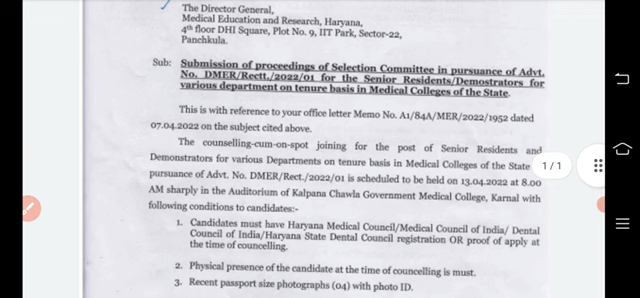 The Director General,
Medical Education and Research, Haryana,
4th floor DHI Square, Plot No. 9, IIT Park, Sector-22,
Panchkula.
Sub: Submission of proceedings of Selection Committee in pursuance of Advt.
No. DMER/Rectt./2022/01 for the Senior Residents/Demostrators for
various department on tenure basis in Medical Colleges of the State.
This is with reference to your office letter Memo No. A1/84A/MER/2022/1952 dated
07.04.2022 on the subject cited above.
The counselling-cum-on-spot joining for the post of Senior Residents and
Demonstrators for various Departments on tenure basis in Medical Colleges of the State
pursuance of Advt. No. DMER/Rect./2022/01 is scheduled to be held on 13.04.2022 at 8.00
AM sharply in the Auditorium of Kalpana Chawla Government Medical College, Karnal with
following conditions to candidates:-
1. Candidates must have Haryana Medical Council/Medical Council of India/ Dental
Council of India/Haryana State Dental Council registration OR proof of apply at
the time of councelling.
2. Physical presence of the candidate at the time of councelling is must.
3. Recent passport size photographs (04) with photo ID.
1/1